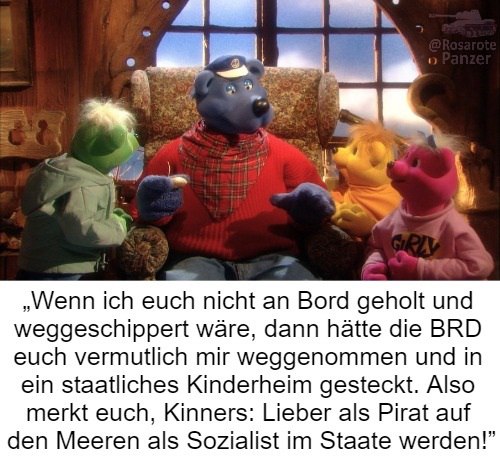 @Rosarote
Panzer
GIRLY
„Wenn ich euch nicht an Bord geholt und
weggeschippert wäre, dann hätte die BRD
euch vermutlich mir weggenommen und in
ein staatliches Kinderheim gesteckt. Also
merkt euch, Kinners: Lieber als Pirat auf
den Meeren als Sozialist im Staate werden!”